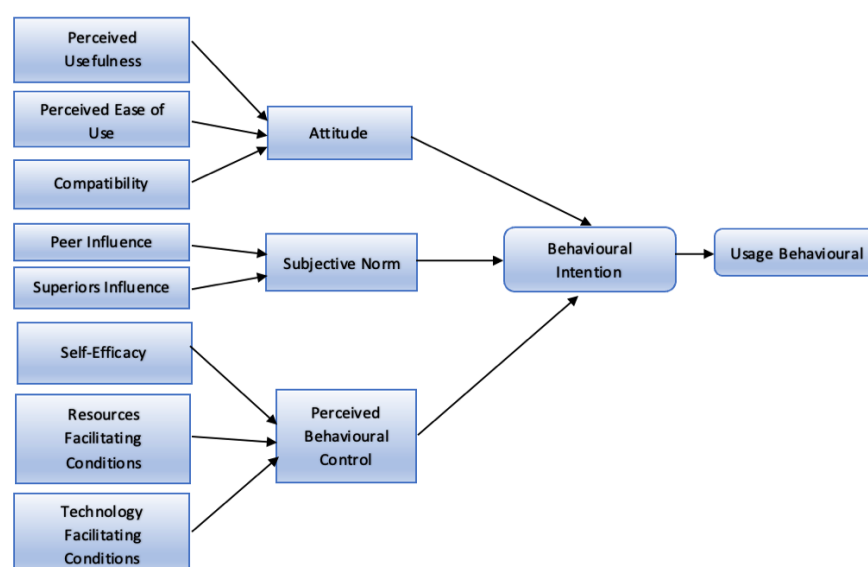 Perceived
Usefulness
Perceived Ease of
Use
Compatibility
Peer Influence
Superiors Influence
Self-Efficacy
Resources
Facilitating
Conditions
Technology
Facilitating
Conditions
Attitude
Subjective Norm
Perceived
Behavioural
Control
Behavioural
Intention
Usage Behavioural